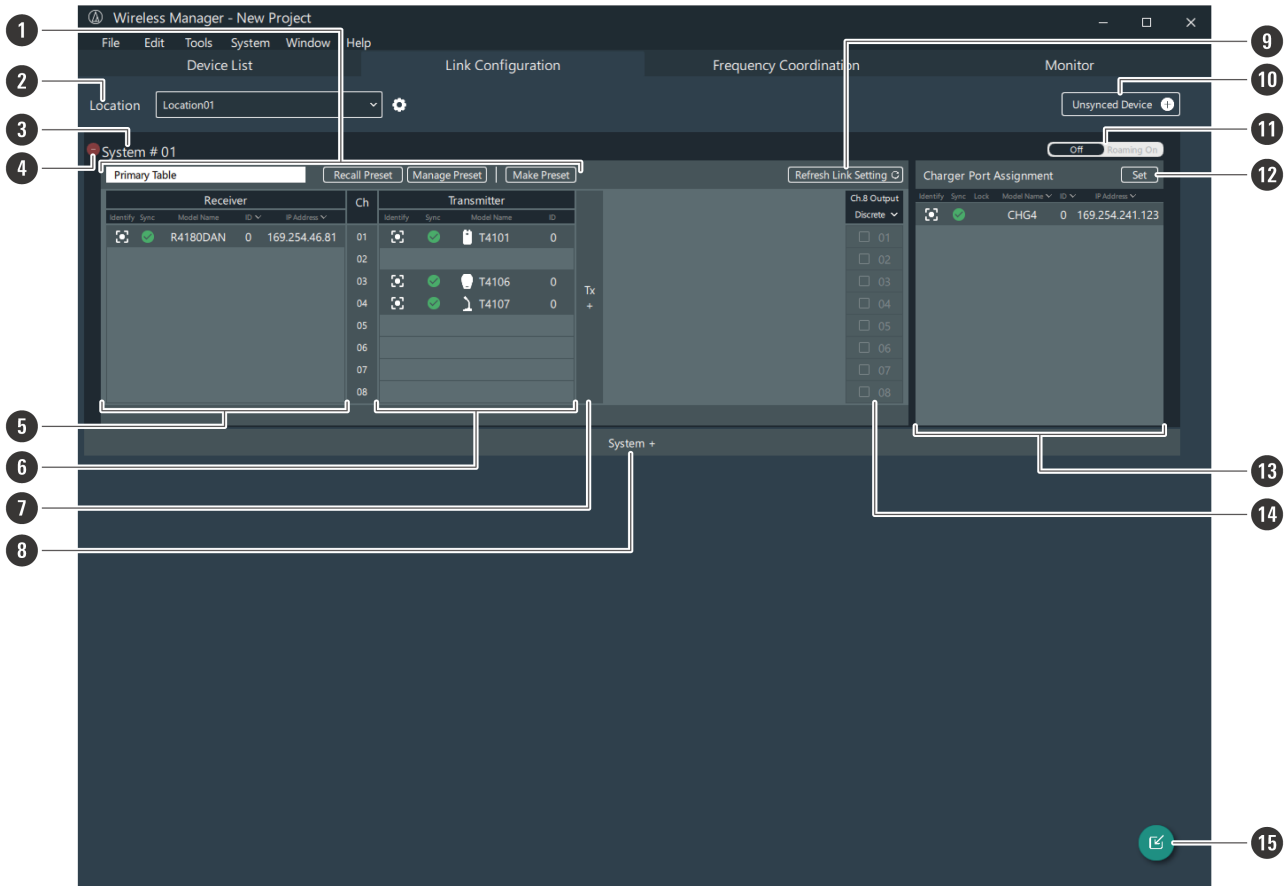 Wireless Manager - New Project
File Edit Tools System Window Help
Device List Link Configuration Frequency Coordination Monitor
Location Location01 Unsynced Device
System # 01 Off Roaming On
Primary Table Recall Preset Manage Preset Make Preset Refresh Link Setting Charger Port Assignment Set
Receiver Ch Transmitter Ch.8 Output
Identify Sync Model Name ID IP Address Identify Sync Model Name ID Discrete Identify Sync Lock Model Name ID IP Address
R4180DAN 0 169.254.46.81 01 T4101 0 01 CHG4 0 169.254.241.123
02 02
03 T4106 0 03
Tx
04 T4107 0 + 04
05 05
06 06
07 07
08 08
System +
1
2
3
4
5
6
7
8
9
10
11
12
13
14
15